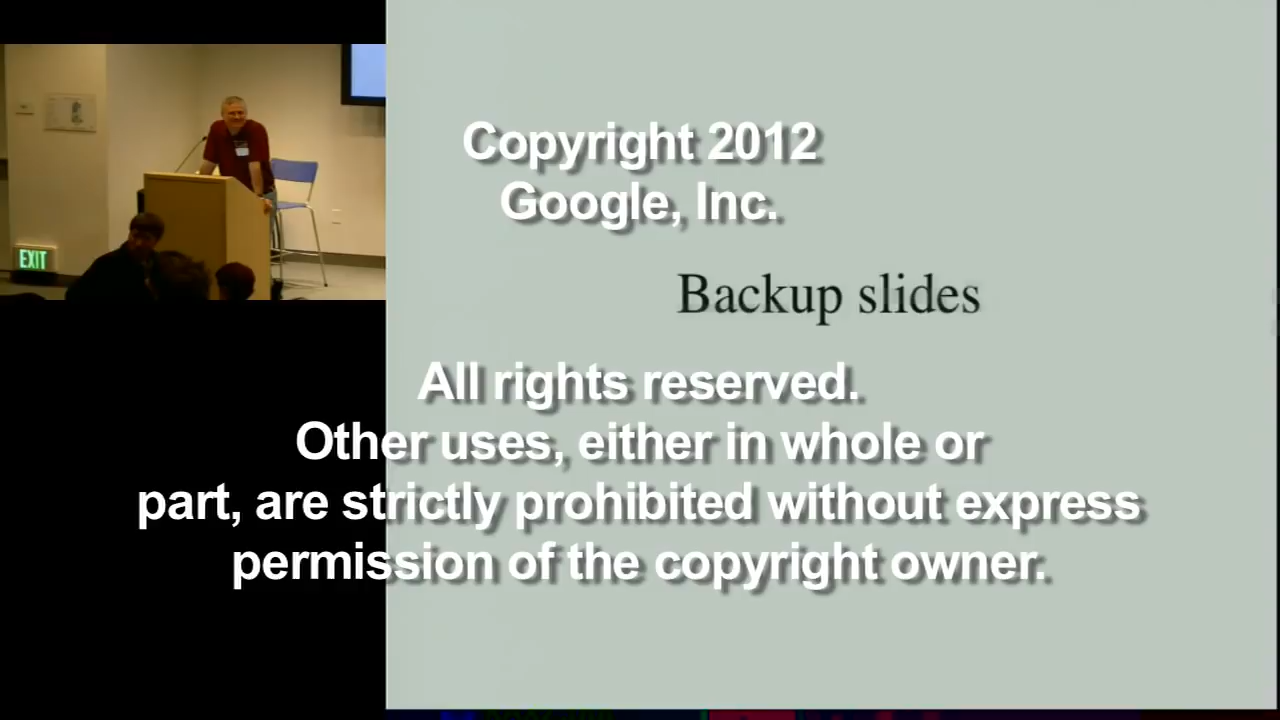 Copyright 2012
Google, Inc.
Backup slides
All rights reserved.
Other uses, either in whole or
part, are strictly prohibited without express
permission of the copyright owner.
EXIT